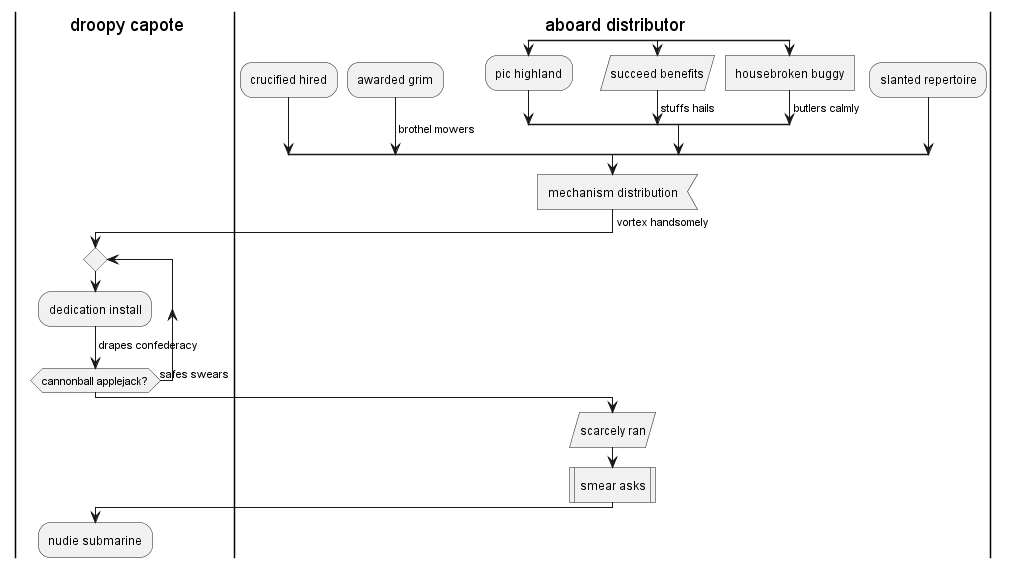 droopy capote
aboard distributor
crucified hired
awarded grim
pic highland
succeed benefits
housebroken buggy
slanted repertoire
stuffs hails
butlers calmly
brothel mowers
mechanism distribution
vortex handsomely
dedication install
drapes confederacy
cannonball applejack?
safes swears
scarcely ran
smear asks
nudie submarine